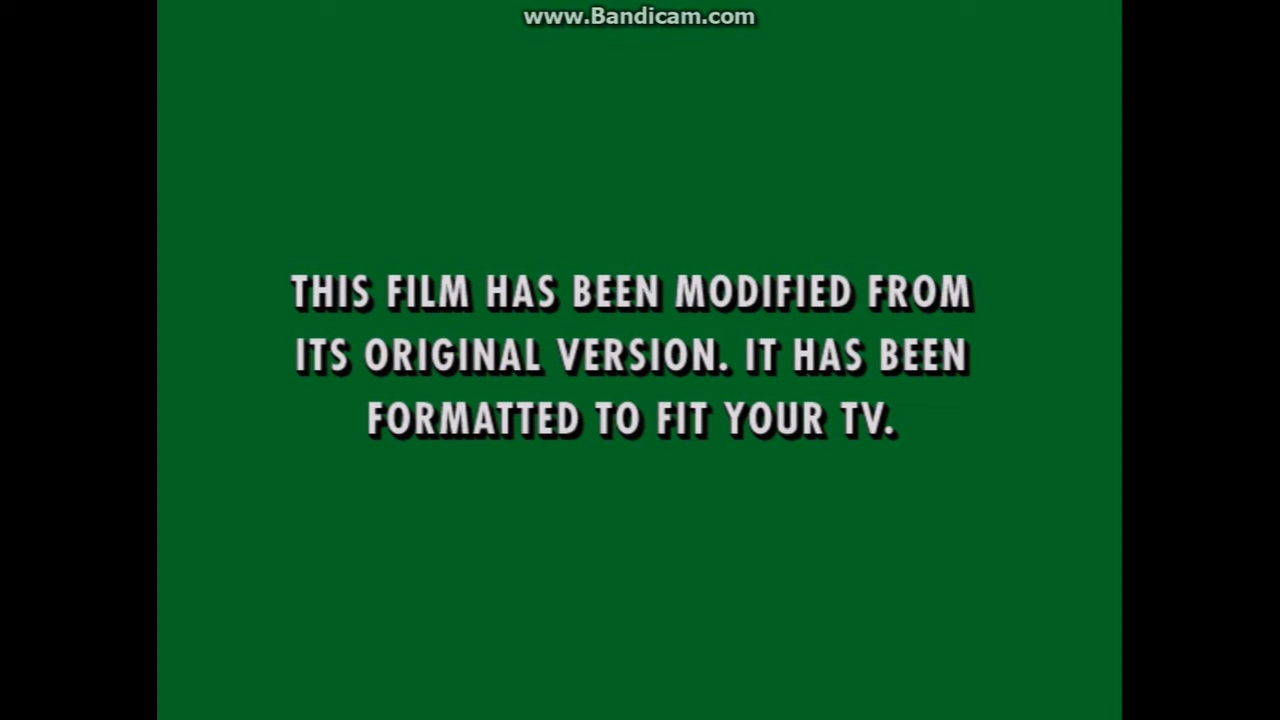 www.Bandicam.com
THIS FILM HAS BEEN MODIFIED FROM
ITS ORIGINAL VERSION. IT HAS BEEN
FORMATTED TO FIT YOUR TV.